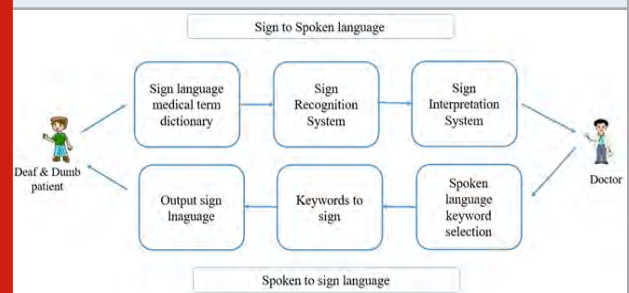 Sign to Spoken language
Sign language
medical term
dictionary
Sign
Recognition
System
Sign
Interpretation
System
Deaf & Dumb
patient
Doctor
Output sign
lnaguage
Keywords to
sign
Spoken
language
keyword
selection
Spoken to sign language